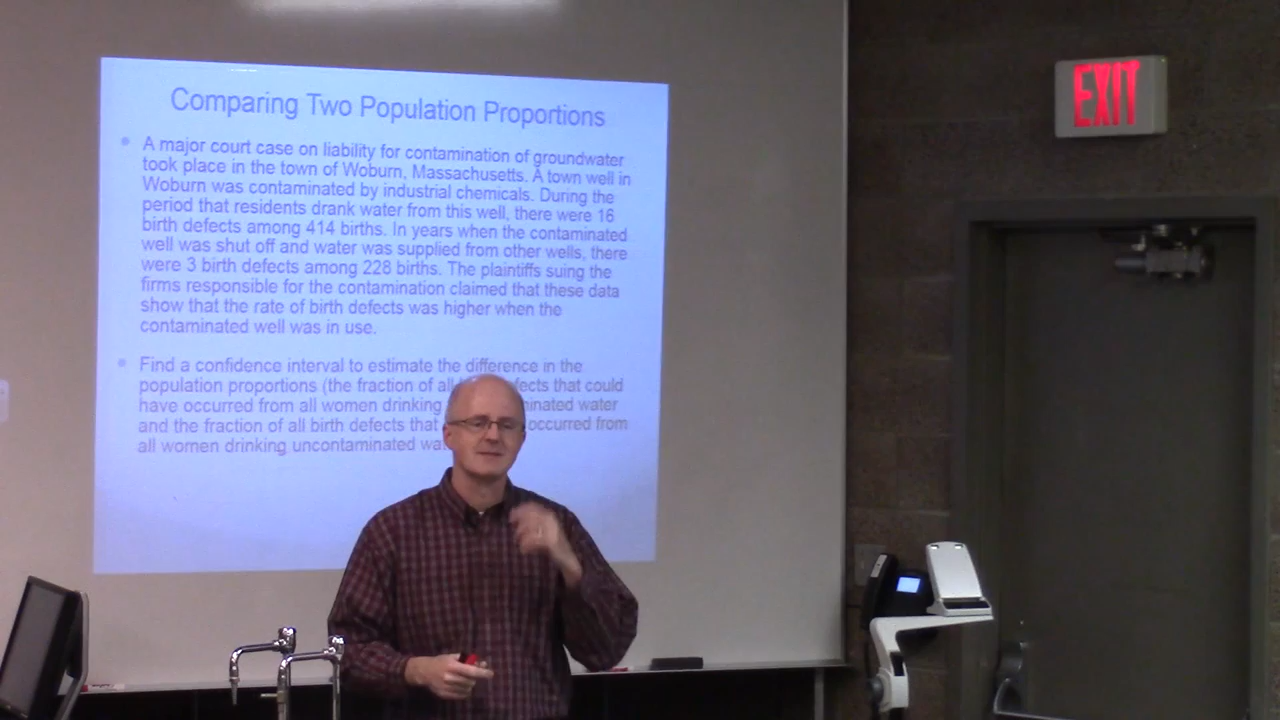 Comparing Two Population Proportions
A major court case on liability for contamination of groundwater
took place in the town of Woburn, Massachusetts. A town well in
Woburn was contaminated by industrial chemicals. During the
period that residents drank water from this well, there were 16
birth defects among 414 births. In years when the contaminated
well was shut off and water was supplied from other wells, there
were 3 birth defects among 228 births. The plaintiffs suing the
firms responsible for the contamination claimed that these data
show that the rate of birth defects was higher when the
contaminated well was in use.
Find a confidence interval to estimate the difference in the
population proportions (the fraction of all that could
have occurred from all women drinking water
and the fraction of all birth defects that occurred from
all women drinking uncontaminated
EXIT